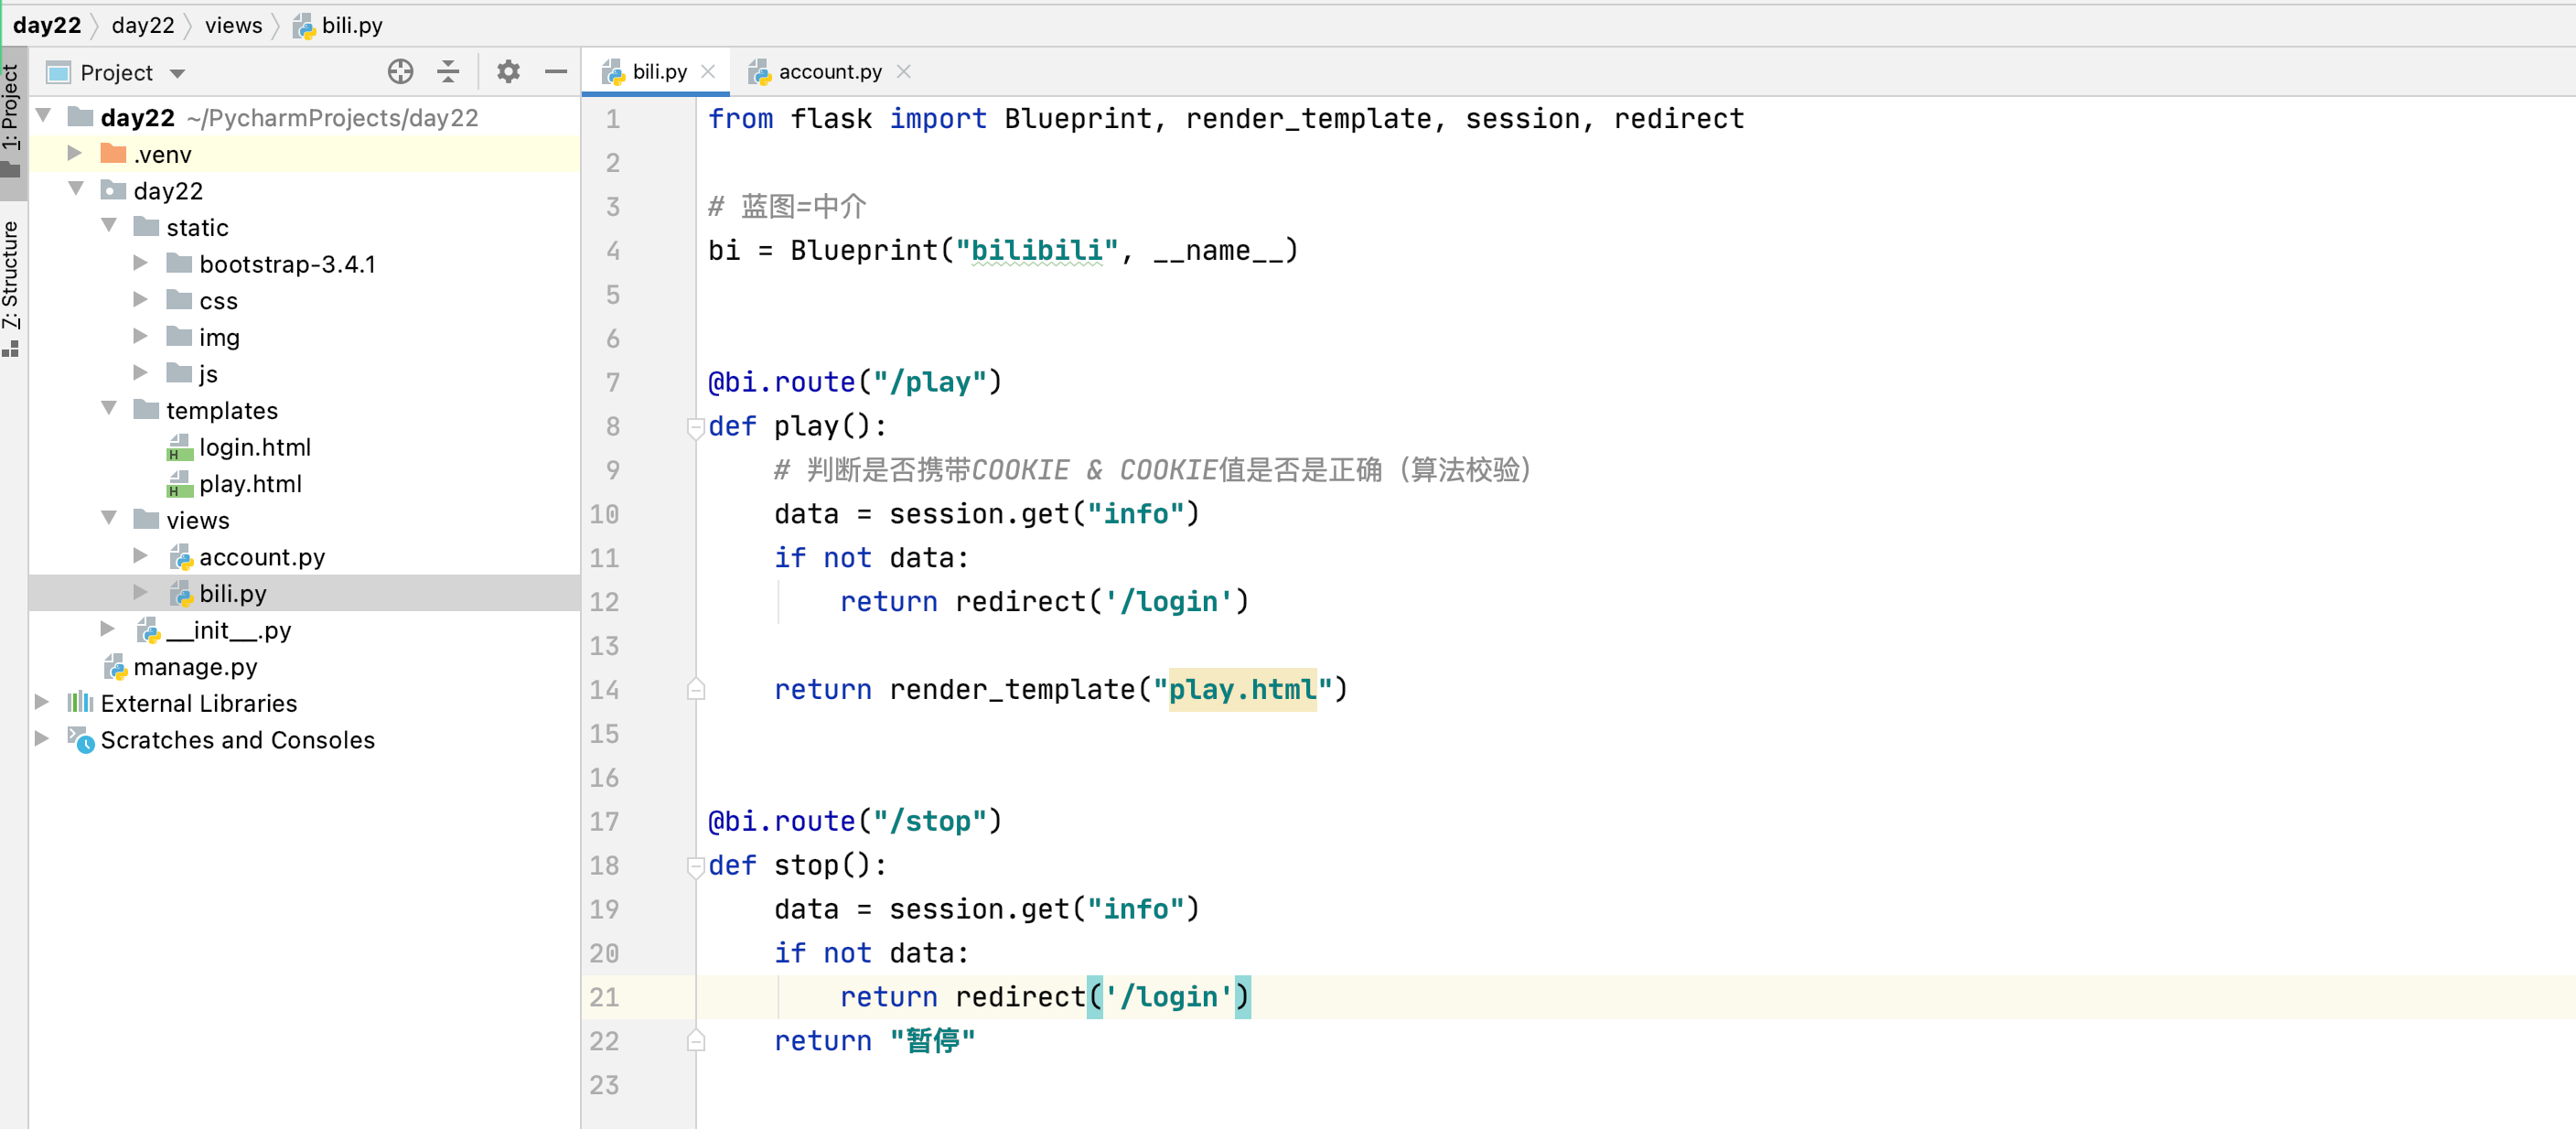 day22 day22 views bili.py
1: Project
Z: Structure
Project
day22 ~/PycharmProjects/day22
.venv
day22
static
bootstrap-3.4.1
css
img
js
templates
login.html
play.html
views
account.py
bili.py
__init__.py
manage.py
External Libraries
Scratches and Consoles
bili.py account.py
1 from flask import Blueprint, render_template, session, redirect
2
3 # 蓝图=中介
4 bi = Blueprint("bilibili", __name__)
5
6
7 @bi.route("/play")
8 def play():
9     # 判断是否携带COOKIE & COOKIE值是否是正确（算法校验）
10     data = session.get("info")
11     if not data:
12         return redirect('/login')
13
14     return render_template("play.html")
15
16
17 @bi.route("/stop")
18 def stop():
19     data = session.get("info")
20     if not data:
21         return redirect('/login')
22     return "暂停"
23